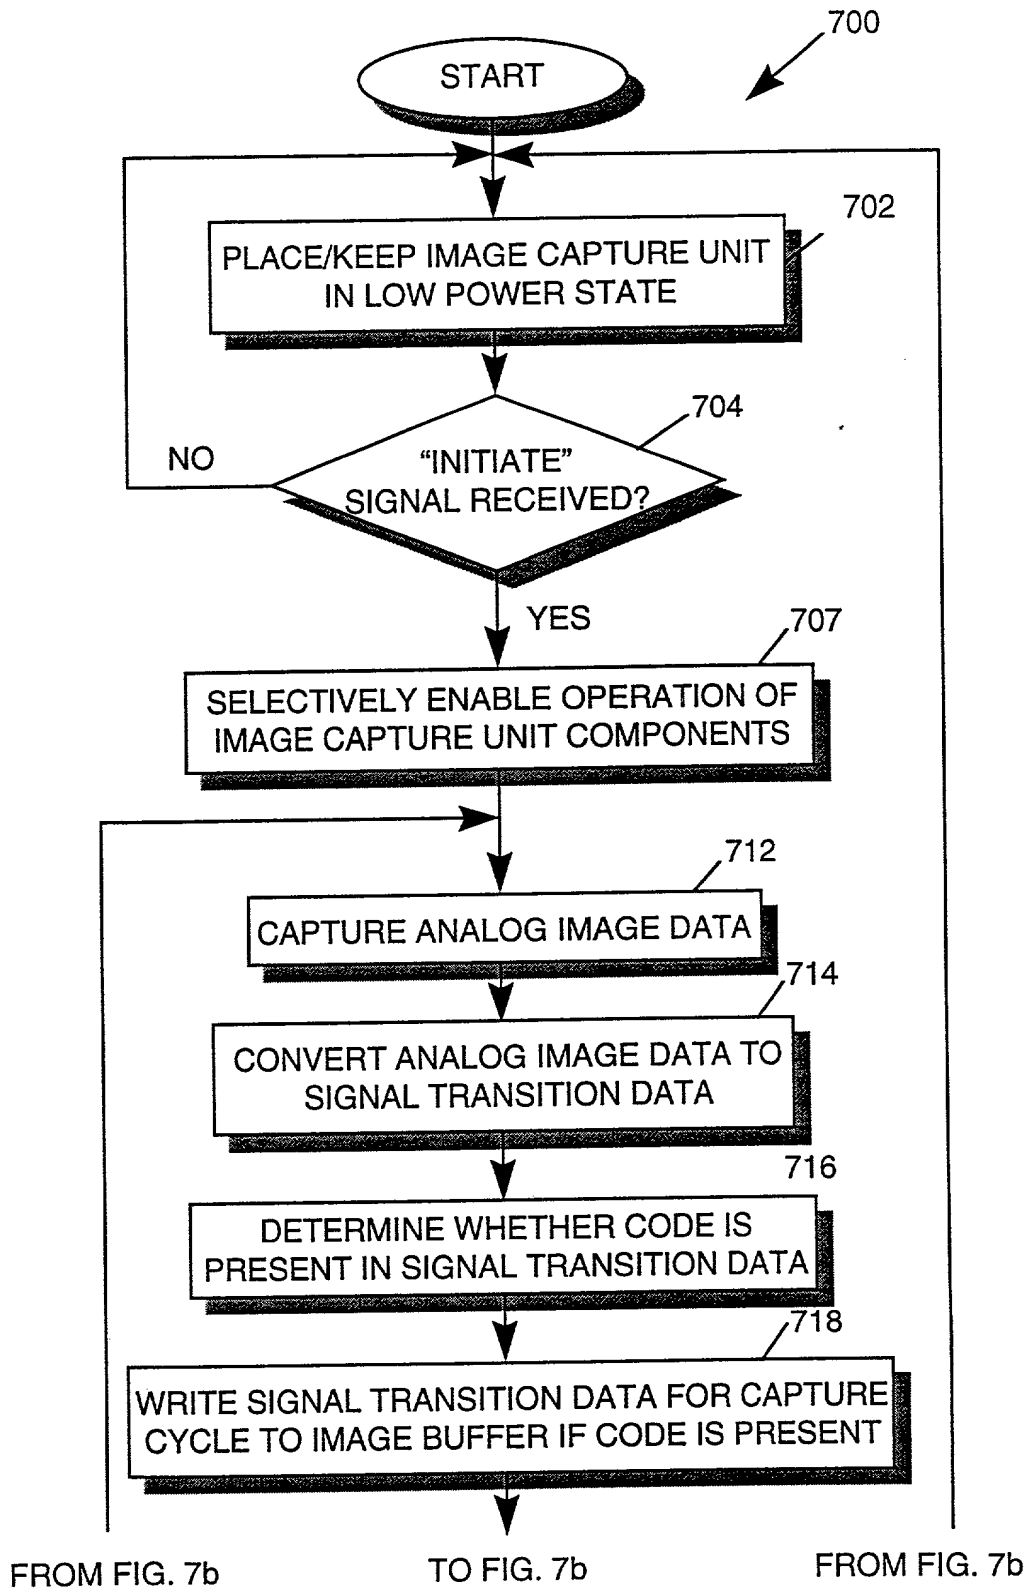 700
START
702
PLACE/KEEP IMAGE CAPTURE UNIT
IN LOW POWER STATE
704
NO
“INITIATE”
SIGNAL RECEIVED?
YES
707
SELECTIVELY ENABLE OPERATION OF
IMAGE CAPTURE UNIT COMPONENTS
712
CAPTURE ANALOG IMAGE DATA
714
CONVERT ANALOG IMAGE DATA TO
SIGNAL TRANSITION DATA
716
DETERMINE WHETHER CODE IS
PRESENT IN SIGNAL TRANSITION DATA
718
WRITE SIGNAL TRANSITION DATA FOR CAPTURE
CYCLE TO IMAGE BUFFER IF CODE IS PRESENT
FROM FIG. 7b
TO FIG. 7b
FROM FIG. 7b